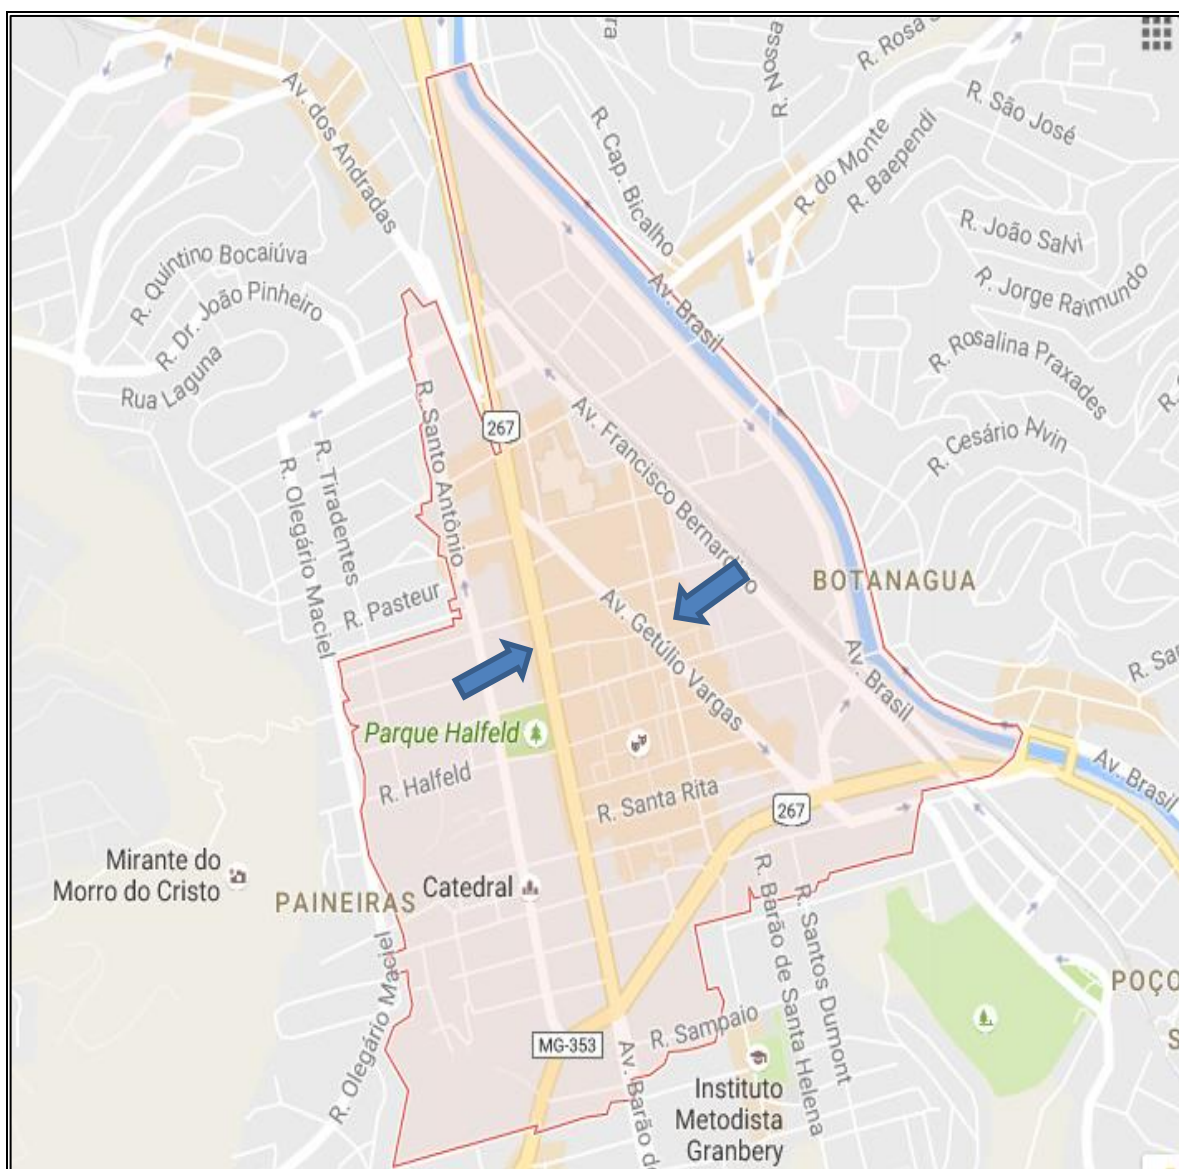 R. Nossa
R. Rosa
Av. dos Andradas
R. Cap. Bicalho
R. São José
R. do Monte
R. Baependi
R. João Salvi
R. Quintino Bocaiúva
R. Dr. João Pinheiro
R. Jorge Raimundo
Av. Brasil
Rua Laguna
R. Rosalina Praxades
R. Santo Antônio
267
Av. Francisco Bernardino
R. Cesário Alvin
R. Tiradentes
R. Olegário Maciel
R. Pasteur
BOTANAGUA
Av. Getúlio Vargas
Av. Brasil
Parque Halfeld
R. Halfeld
R. Santa Rita
267
Av. Brasil
Mirante do
Morro do Cristo
PAINEIRAS
Catedral
R. Barão de Santa Helena
R. Santos Dumont
R. Olegário Maciel
POÇO
R. Sampaio
MG-353
Av. Barão do
Instituto
Metodista
Granbery